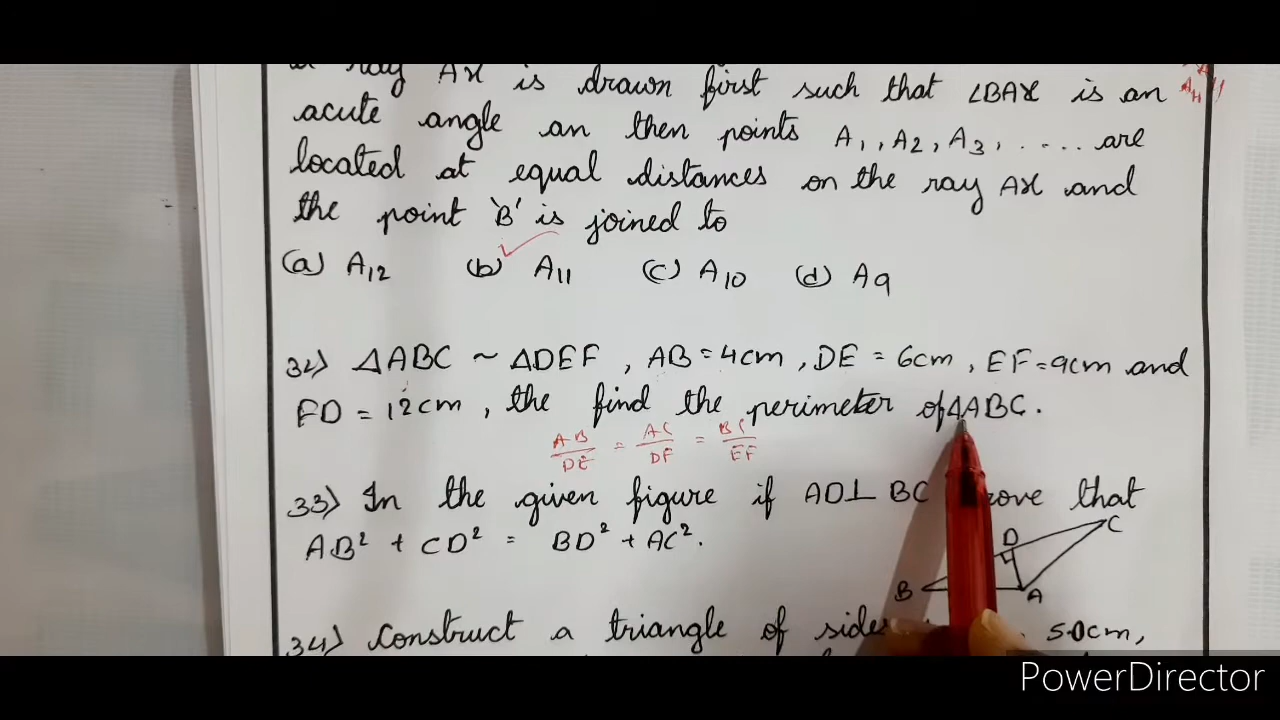 ray Ax is drawn first such that ∠BAX is an
acute angle an then points A₁, A₂, A₃, .... are
located at equal distances on the ray Ax and
the point 'B' is joined to
(a) A₁₂ (b) A₁₁ (c) A₁₀ (d) A₉
32) ΔABC ~ ΔDEF, AB = 4cm, DE = 6cm, EF = 9cm and
FD = 12cm, the find the perimeter of ΔABC.
AB/DE = AC/DF = BC/EF
33) In the given figure if AD⊥ BC that
AB² + CD² = BD² + AC².
D C
B A
34) Construct a triangle of sides 5.0cm,
PowerDirector